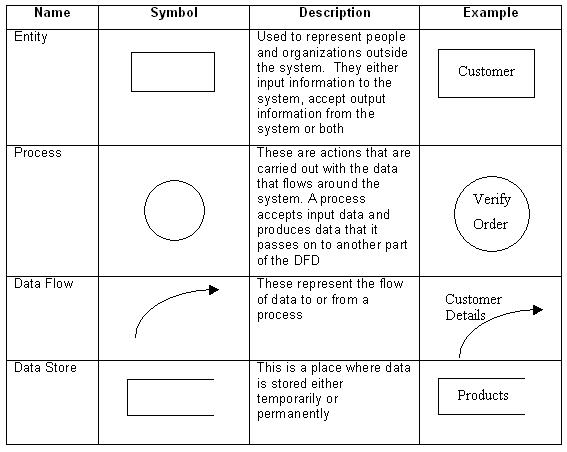 Name Symbol Description Example
Entity
Used to represent people
and organizations outside
the system. They either
input information to the
system, accept output
information from the
system or both
Customer
Process
These are actions that are
carried out with the data
that flows around the
system. A process
accepts input data and
produces data that it
passes on to another part
of the DFD
Verify
Order
Data Flow
These represent the flow
of data to or from a
process
Customer
Details
Data Store
This is a place where data
is stored either
temporarily or
permanently
Products